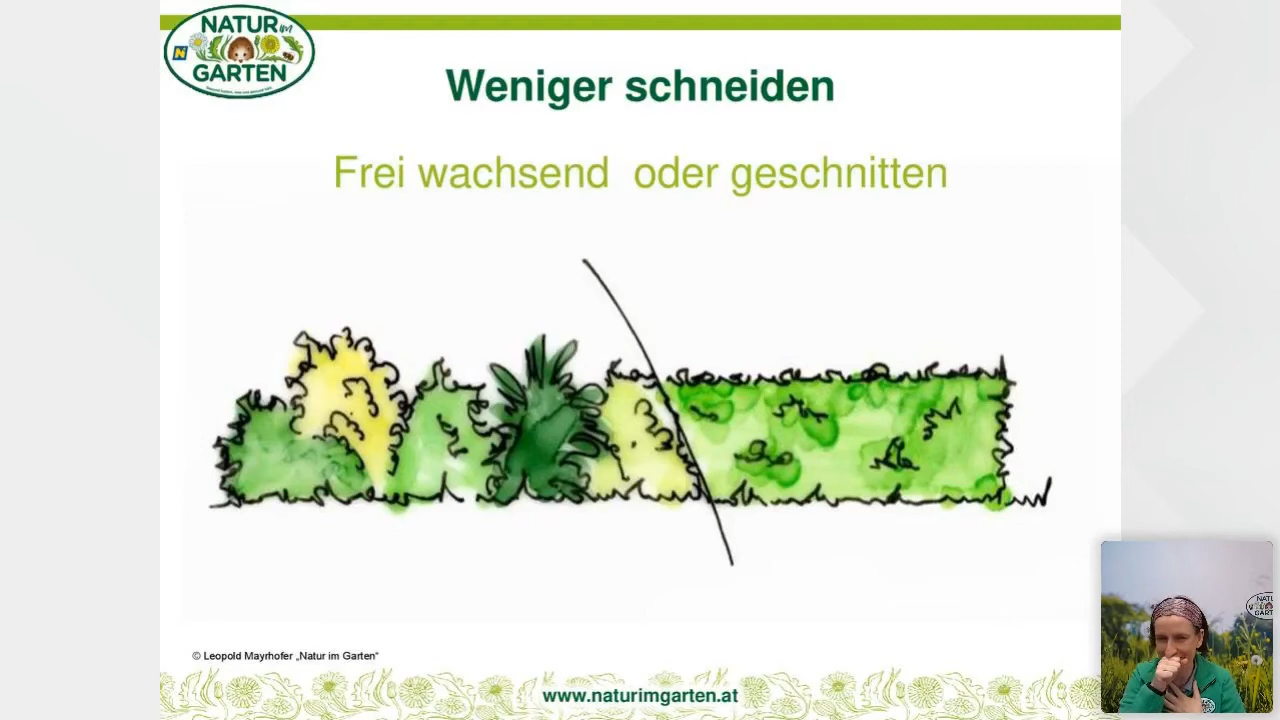 NATUR im
GARTEN
Weniger schneiden
Frei wachsend oder geschnitten
© Leopold Mayrhofer „Natur im Garten“
www.naturimgarten.at